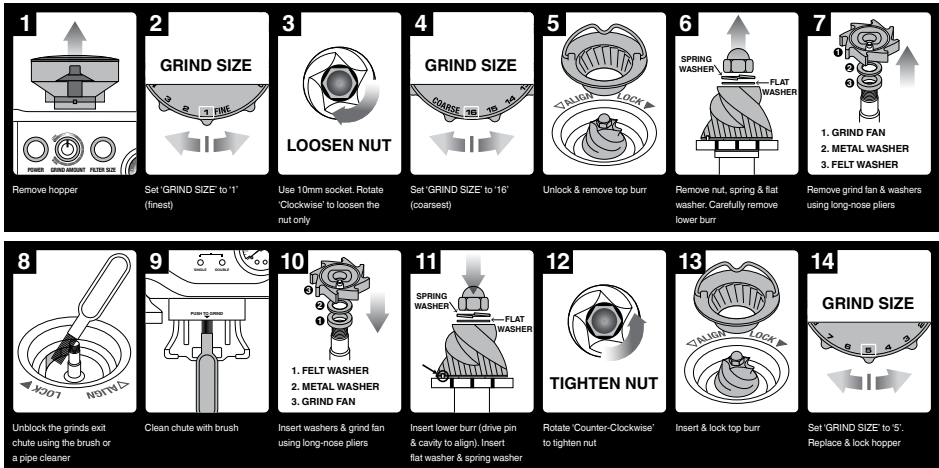 1
POWER GRIND AMOUNT FILTER SIZE
Remove hopper
2
GRIND SIZE
3 2 1 FINE
Set 'GRIND SIZE' to '1'
(finest)
3
LOOSEN NUT
Use 10mm socket. Rotate
'Clockwise' to loosen the
nut only
4
GRIND SIZE
COARSE 16 15 14
Set 'GRIND SIZE' to '16'
(coarsest)
5
ALIGN LOCK
Unlock & remove top burr
6
SPRING
WASHER
FLAT
WASHER
Remove nut, spring & flat
washer. Carefully remove
lower burr
7
1
2
3
1. GRIND FAN
2. METAL WASHER
3. FELT WASHER
Remove grind fan & washers
using long-nose pliers
8
LOCK ALIGN
Unblock the grinds exit
chute using the brush or
a pipe cleaner
9
SINGLE DOUBLE
PUSH TO GRIND
Clean chute with brush
10
3
2
1
1. FELT WASHER
2. METAL WASHER
3. GRIND FAN
Insert washers & grind fan
using long-nose pliers
11
SPRING
WASHER
FLAT
WASHER
Insert lower burr (drive pin
& cavity to align). Insert
flat washer & spring washer
12
TIGHTEN NUT
Rotate 'Counter-Clockwise'
to tighten nut
13
ALIGN LOCK
Insert & lock top burr
14
GRIND SIZE
7 6 5 4 3
Set 'GRIND SIZE' to '5'.
Replace & lock hopper